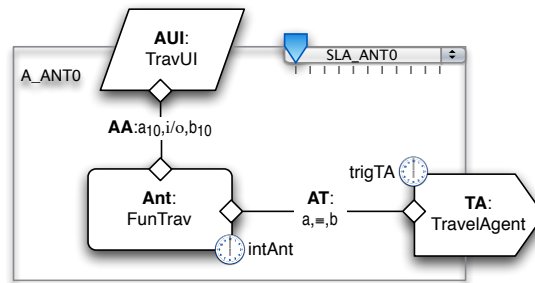 AUI:
TravUI
SLA_ANT0
A_ANT0
AA:a10,i/o,b10
trigTA
Ant:
FunTrav
AT:
a,=,b
TA:
TravelAgent
intAnt